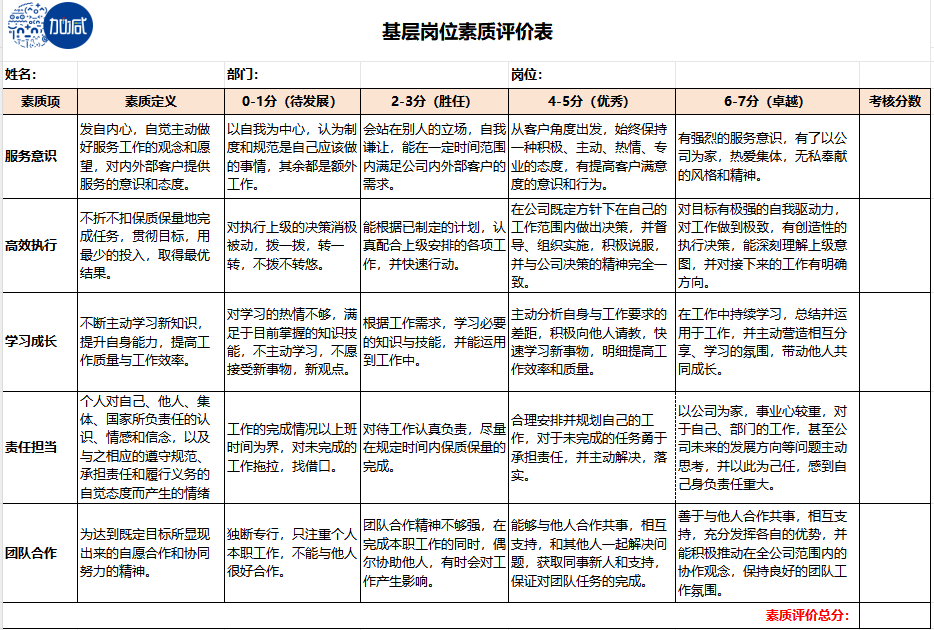 加减
基层岗位素质评价表
姓名: 部门: 岗位:
素质项 素质定义 0-1分（待发展） 2-3分（胜任） 4-5分（优秀） 6-7分（卓越） 考核分数
服务意识
发自内心，自觉主动做
好服务工作的观念和愿
望，对内外部客户提供
服务的意识和态度。
以自我为中心，认为制
度和规范是自己应该做
的事情，其余都是额外
工作。
会站在别人的立场，自我
谦让，能在一定时间范围
内满足公司内外部客户的
需求。
从客户角度出发，始终保持
一种积极、主动、热情、专
业的态度，有提高客户满意
度的意识和行为。
有强烈的服务意识，有了以公
司为家，热爱集体，无私奉献
的风格和精神。
高效执行
不折不扣保质保量地完
成任务，贯彻目标，用
最少的投入，取得最优
结果。
对执行上级的决策消极
被动，拨一拨，转一
转，不拨不转悠。
能根据已制定的计划，认
真配合上级安排的各项工
作，并快速行动。
在公司既定方针下在自己的
工作范围内做出决策，并督
导、组织实施，积极说服，
并与公司决策的精神完全一
致。
对目标有极强的自我驱动力，
对工作做到极致，有创造性的
执行决策，能深刻理解上级意
图，并对接下来的工作有明确
方向。
学习成长
不断主动学习新知识，
提升自身能力，提高工
作质量与工作效率。
对学习的热情不够，满
足于目前掌握的知识技
能，不主动学习，不愿
接受新事物，新观点。
根据工作需求，学习必要
的知识与技能，并能运用
到工作中。
主动分析自身与工作要求的
差距，积极向他人请教，快
速学习新事物，明细提高工
作效率和质量。
在工作中持续学习，总结并运
用于工作，并主动营造相互分
享、学习的氛围，带动他人共
同成长。
责任担当
个人对自己、他人、集
体、国家所负责任的认
识、情感和信念，以及
与之相应的遵守规范、
承担责任和履行义务的
自觉态度而产生的情绪
工作的完成情况以上班
时间为界，对未完成的
工作拖拉，找借口。
对待工作认真负责，尽量
在规定时间内保质保量的
完成。
合理安排并规划自己的工
作，对于未完成的任务勇于
承担责任，并主动解决，落
实。
以公司为家，事业心较重，对
于自己、部门的工作，甚至公
司未来的发展方向等问题主动
思考，并以此为己任，感到自
己身负责任重大。
团队合作
为达到既定目标所显现
出来的自愿合作和协同
努力的精神。
独断专行，只注重个人
本职工作，不能与他人
很好合作。
团队合作精神不够强，在
完成本职工作的同时，偶
尔协助他人，有时会对工
作产生影响。
能够与他人合作共事，相互
支持，和其他人一起解决问
题，获取同事新人和支持，
保证对团队任务的完成。
善于与他人合作共事，相互支
持，充分发挥各自的优势，并
能积极推动在全公司范围内的
协作观念，保持良好的团队工
作氛围。
素质评价总分: